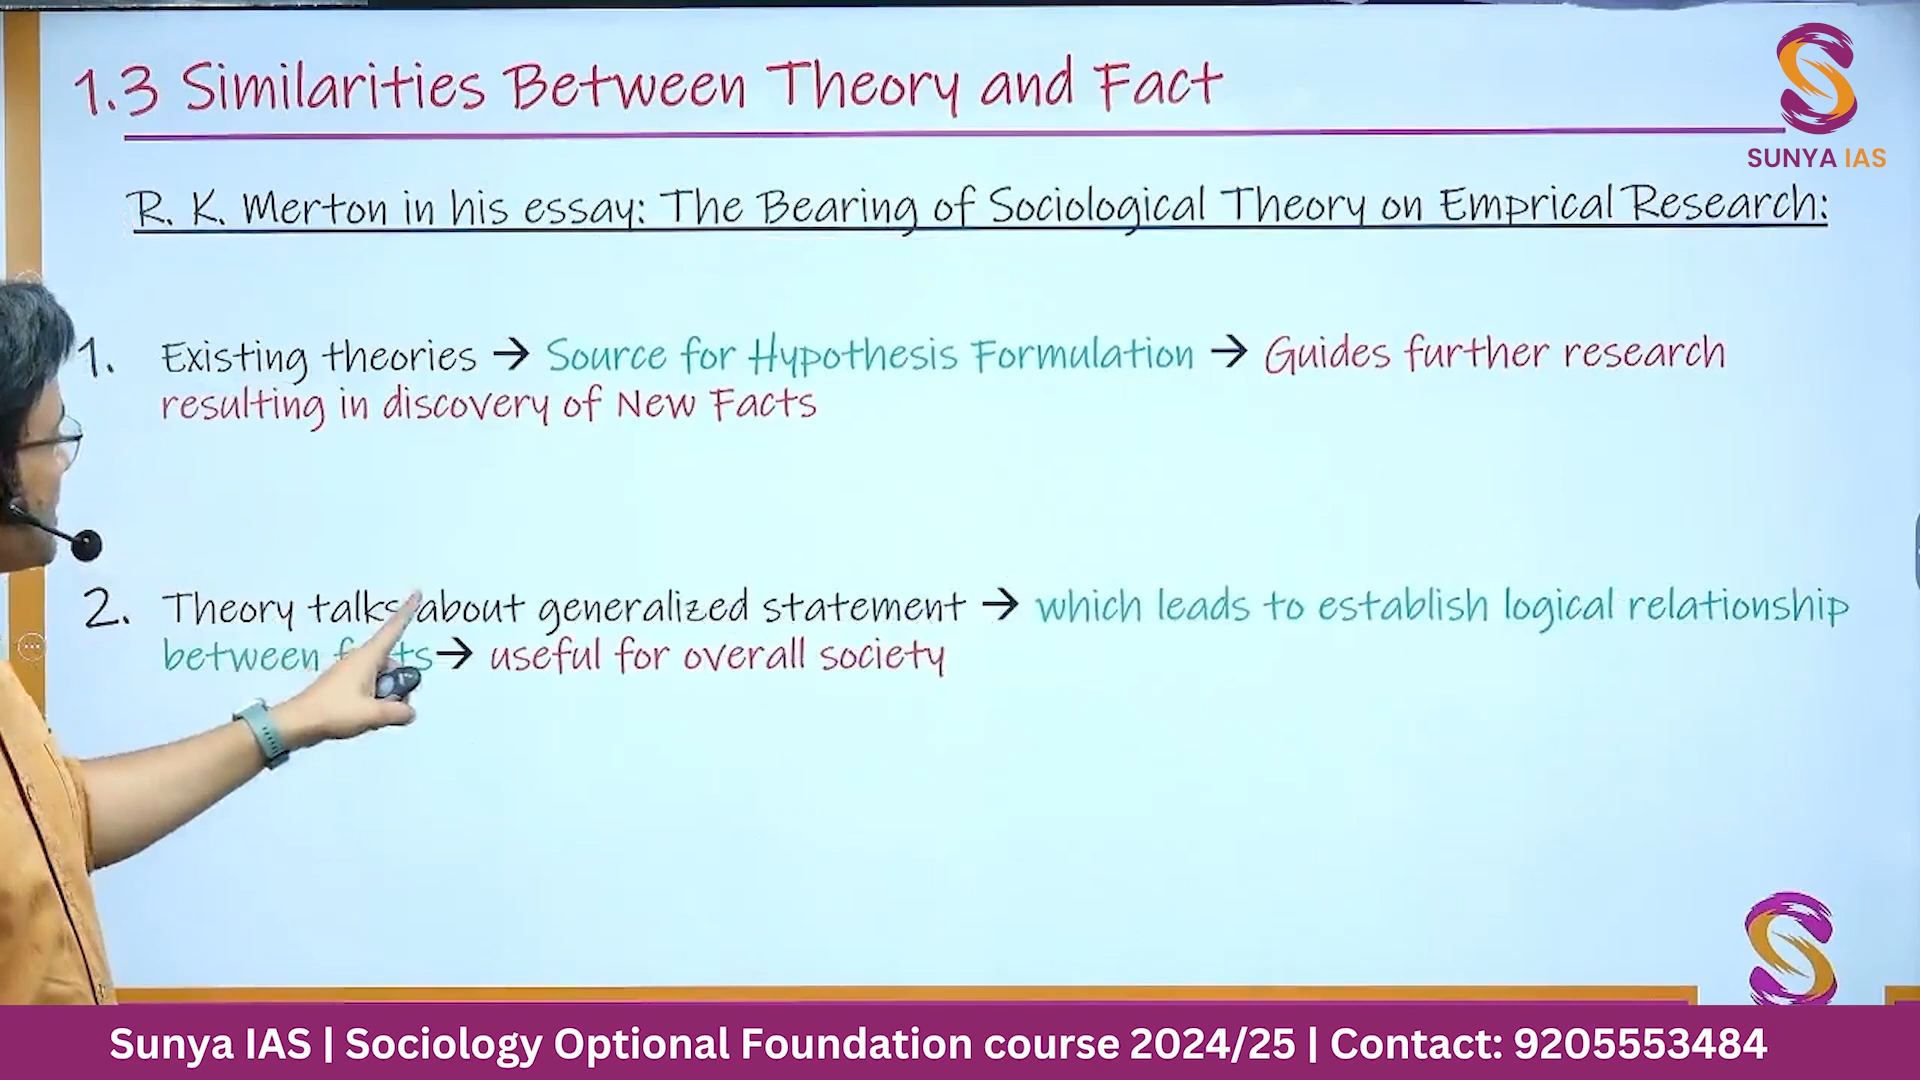 1.3 Similarities Between Theory and Fact
SUNYA IAS
R. K. Merton in his essay: The Bearing of Sociological Theory on Emprical Research:
1. Existing theories → Source for Hypothesis Formulation → Guides further research
resulting in discovery of New Facts
2. Theory talks about generalized statement → which leads to establish logical relationship
between facts → useful for overall society
Sunya IAS | Sociology Optional Foundation course 2024/25 | Contact: 9205553484